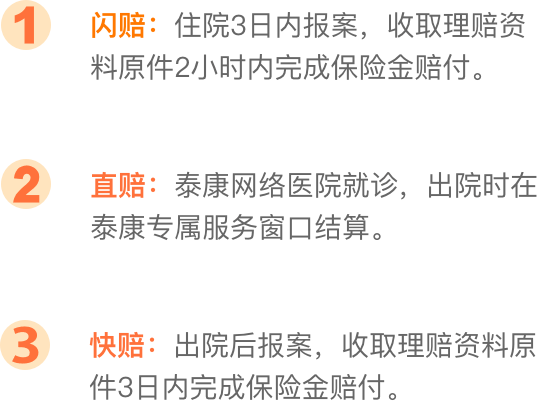 1
闪赔：住院3日内报案，收取理赔资
料原件2小时内完成保险金赔付。
2
直赔：泰康网络医院就诊，出院时在
泰康专属服务窗口结算。
3
快赔：出院后报案，收取理赔资料原
件3日内完成保险金赔付。